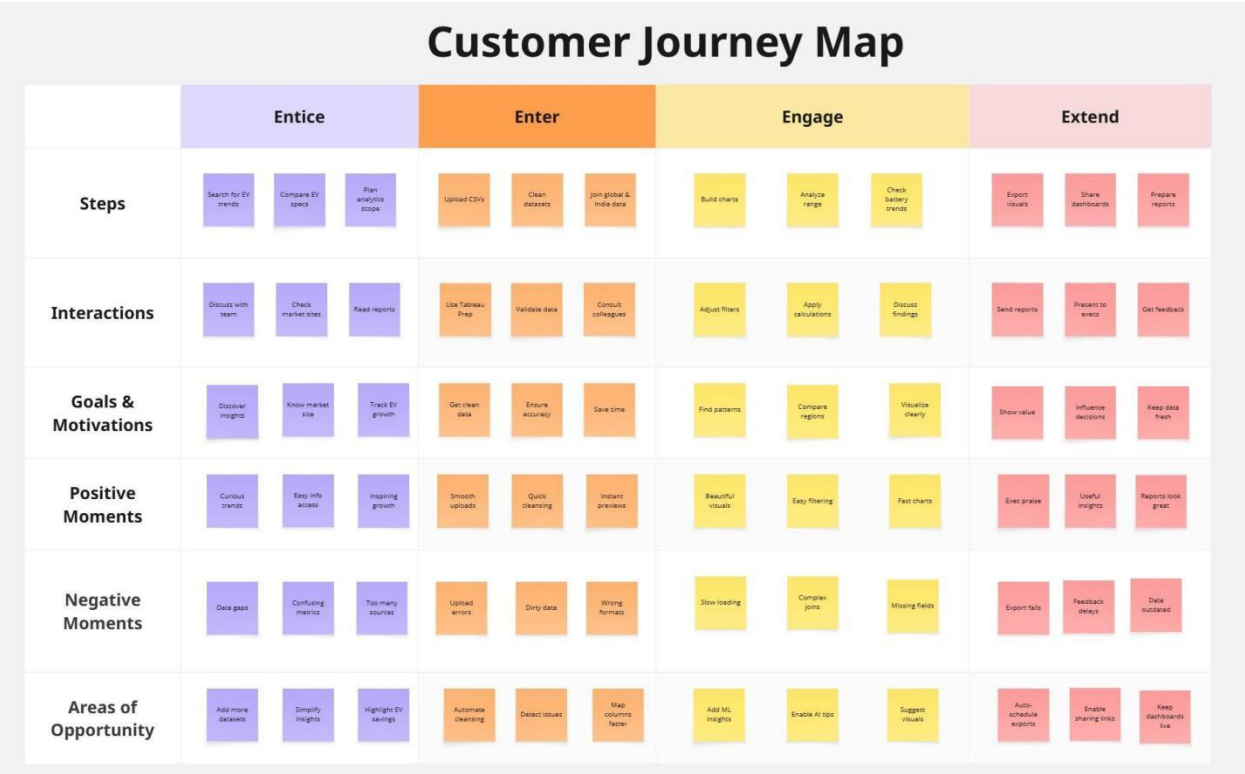 Customer Journey Map
Entice
Enter
Engage
Extend
Steps
Search for EV
trends
Compare EV
specs
Plan
analytics
scope
Upload CSVs
Clean
datasets
Join global &
India data
Build charts
Analyze
range
Check
battery
trends
Export
visuals
Share
dashboards
Prepare
reports
Interactions
Discuss with
team
Check
market sites
Read reports
Use Tableau
Prep
Validate data
Consult
colleagues
Adjust filters
Apply
calculations
Discuss
findings
Send reports
Present to
execs
Get feedback
Goals &
Motivations
Discover
insights
Know market
size
Track EV
growth
Get clean
data
Ensure
accuracy
Save time
Find patterns
Compare
regions
Visualize
clearly
Show value
Influence
decisions
Keep data
fresh
Positive
Moments
Curious
trends
Easy info
access
Inspiring
growth
Smooth
uploads
Quick
cleansing
Instant
previews
Beautiful
visuals
Easy filtering
Fast charts
Exec praise
Useful
insights
Reports look
great
Negative
Moments
Data gaps
Confusing
metrics
Too many
sources
Upload
errors
Dirty data
Wrong
formats
Slow loading
Complex
joins
Missing fields
Export fails
Feedback
delays
Data
outdated
Areas of
Opportunity
Add more
datasets
Simplify
insights
Highlight EV
savings
Automate
cleansing
Detect issues
Map
columns
faster
Add ML
insights
Enable AI tips
Suggest
visuals
Auto-
schedule
exports
Enable
sharing links
Keep
dashboards
live